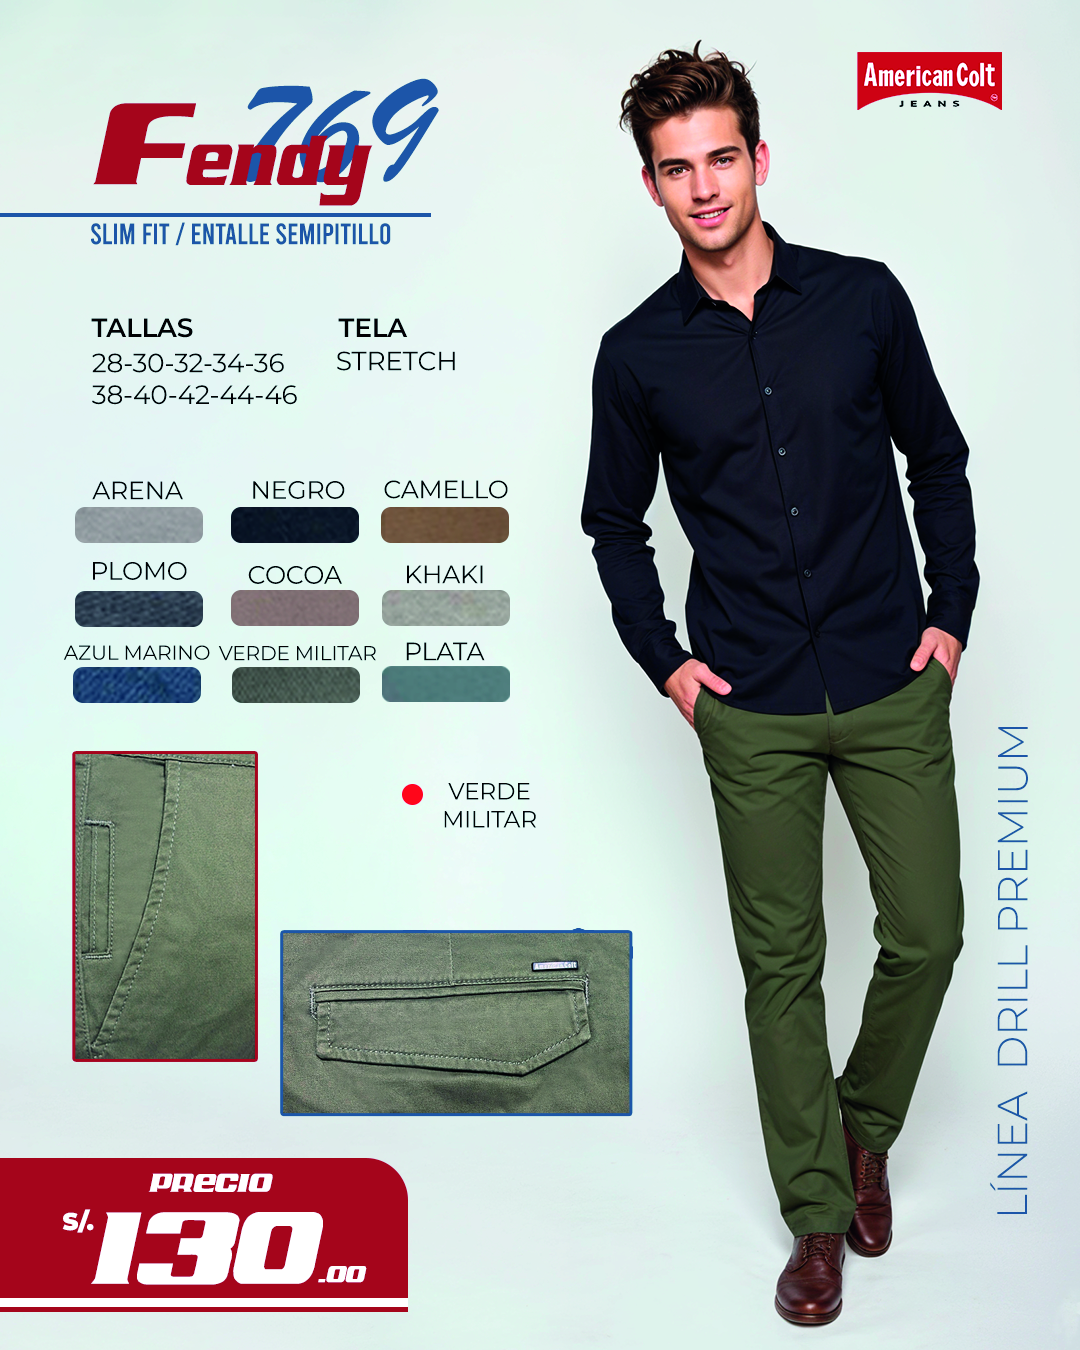 Fendy 769
SLIM FIT / ENTALLE SEMIPITILLO
American Colt
JEANS
TALLAS
28-30-32-34-36
38-40-42-44-46
TELA
STRETCH
ARENA
NEGRO
CAMELLO
PLOMO
COCOA
KHAKI
AZUL MARINO
VERDE MILITAR
PLATA
VERDE
MILITAR
LÍNEA DRILL PREMIUM
PRECIO
S/. 130.00